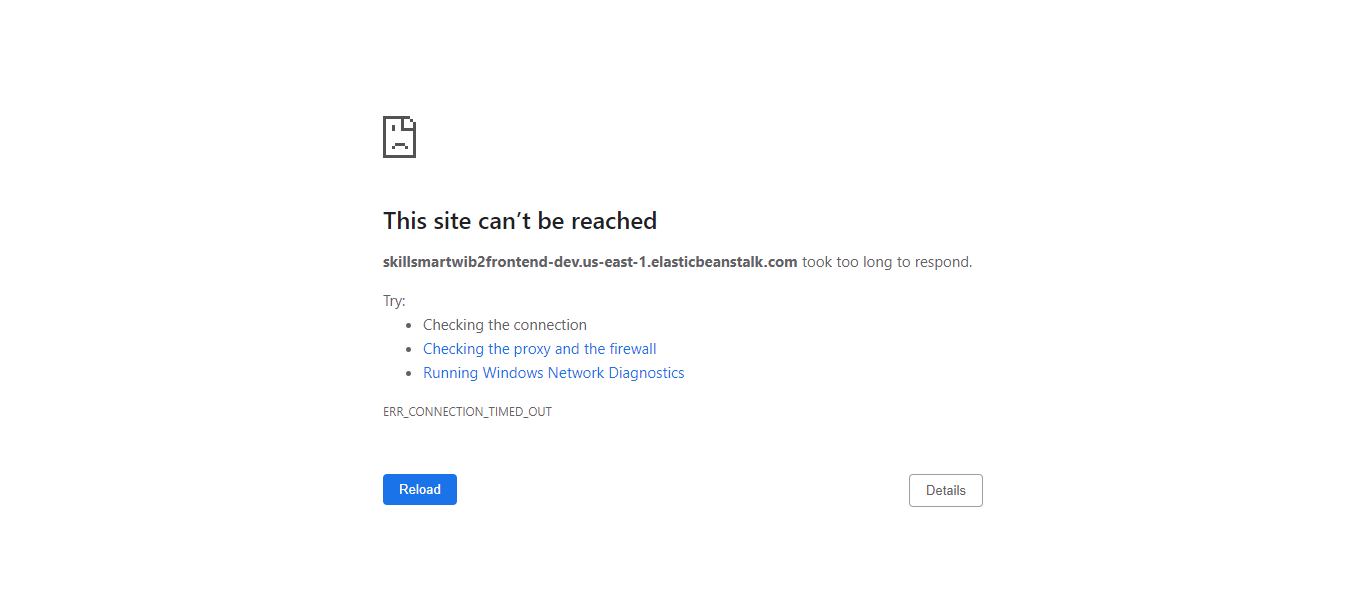 This site can’t be reached
skillsmartwib2frontend-dev.us-east-1.elasticbeanstalk.com took too long to respond.
Try:
Checking the connection
Checking the proxy and the firewall
Running Windows Network Diagnostics
ERR_CONNECTION_TIMED_OUT
Reload
Details